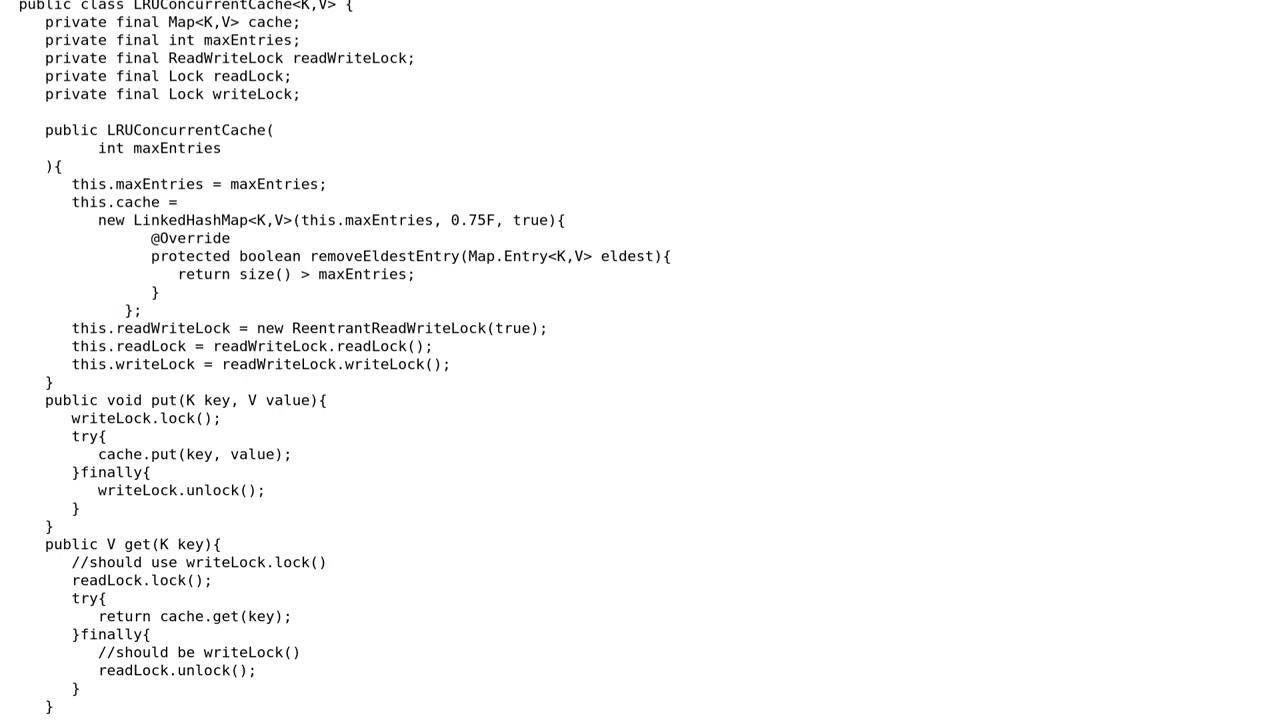 public class LRUConcurrentCache<K,V> {
private final Map<K,V> cache;
private final int maxEntries;
private final ReadWriteLock readWriteLock;
private final Lock readLock;
private final Lock writeLock;
public LRUConcurrentCache(
int maxEntries
){
this.maxEntries = maxEntries;
this.cache =
new LinkedHashMap<K,V>(this.maxEntries, 0.75F, true){
@Override
protected boolean removeEldestEntry(Map.Entry<K,V> eldest){
return size() > maxEntries;
}
};
this.readWriteLock = new ReentrantReadWriteLock(true);
this.readLock = readWriteLock.readLock();
this.writeLock = readWriteLock.writeLock();
}
public void put(K key, V value){
writeLock.lock();
try{
cache.put(key, value);
}finally{
writeLock.unlock();
}
}
public V get(K key){
//should use writeLock.lock()
readLock.lock();
try{
return cache.get(key);
}finally{
//should be writeLock()
readLock.unlock();
}
}